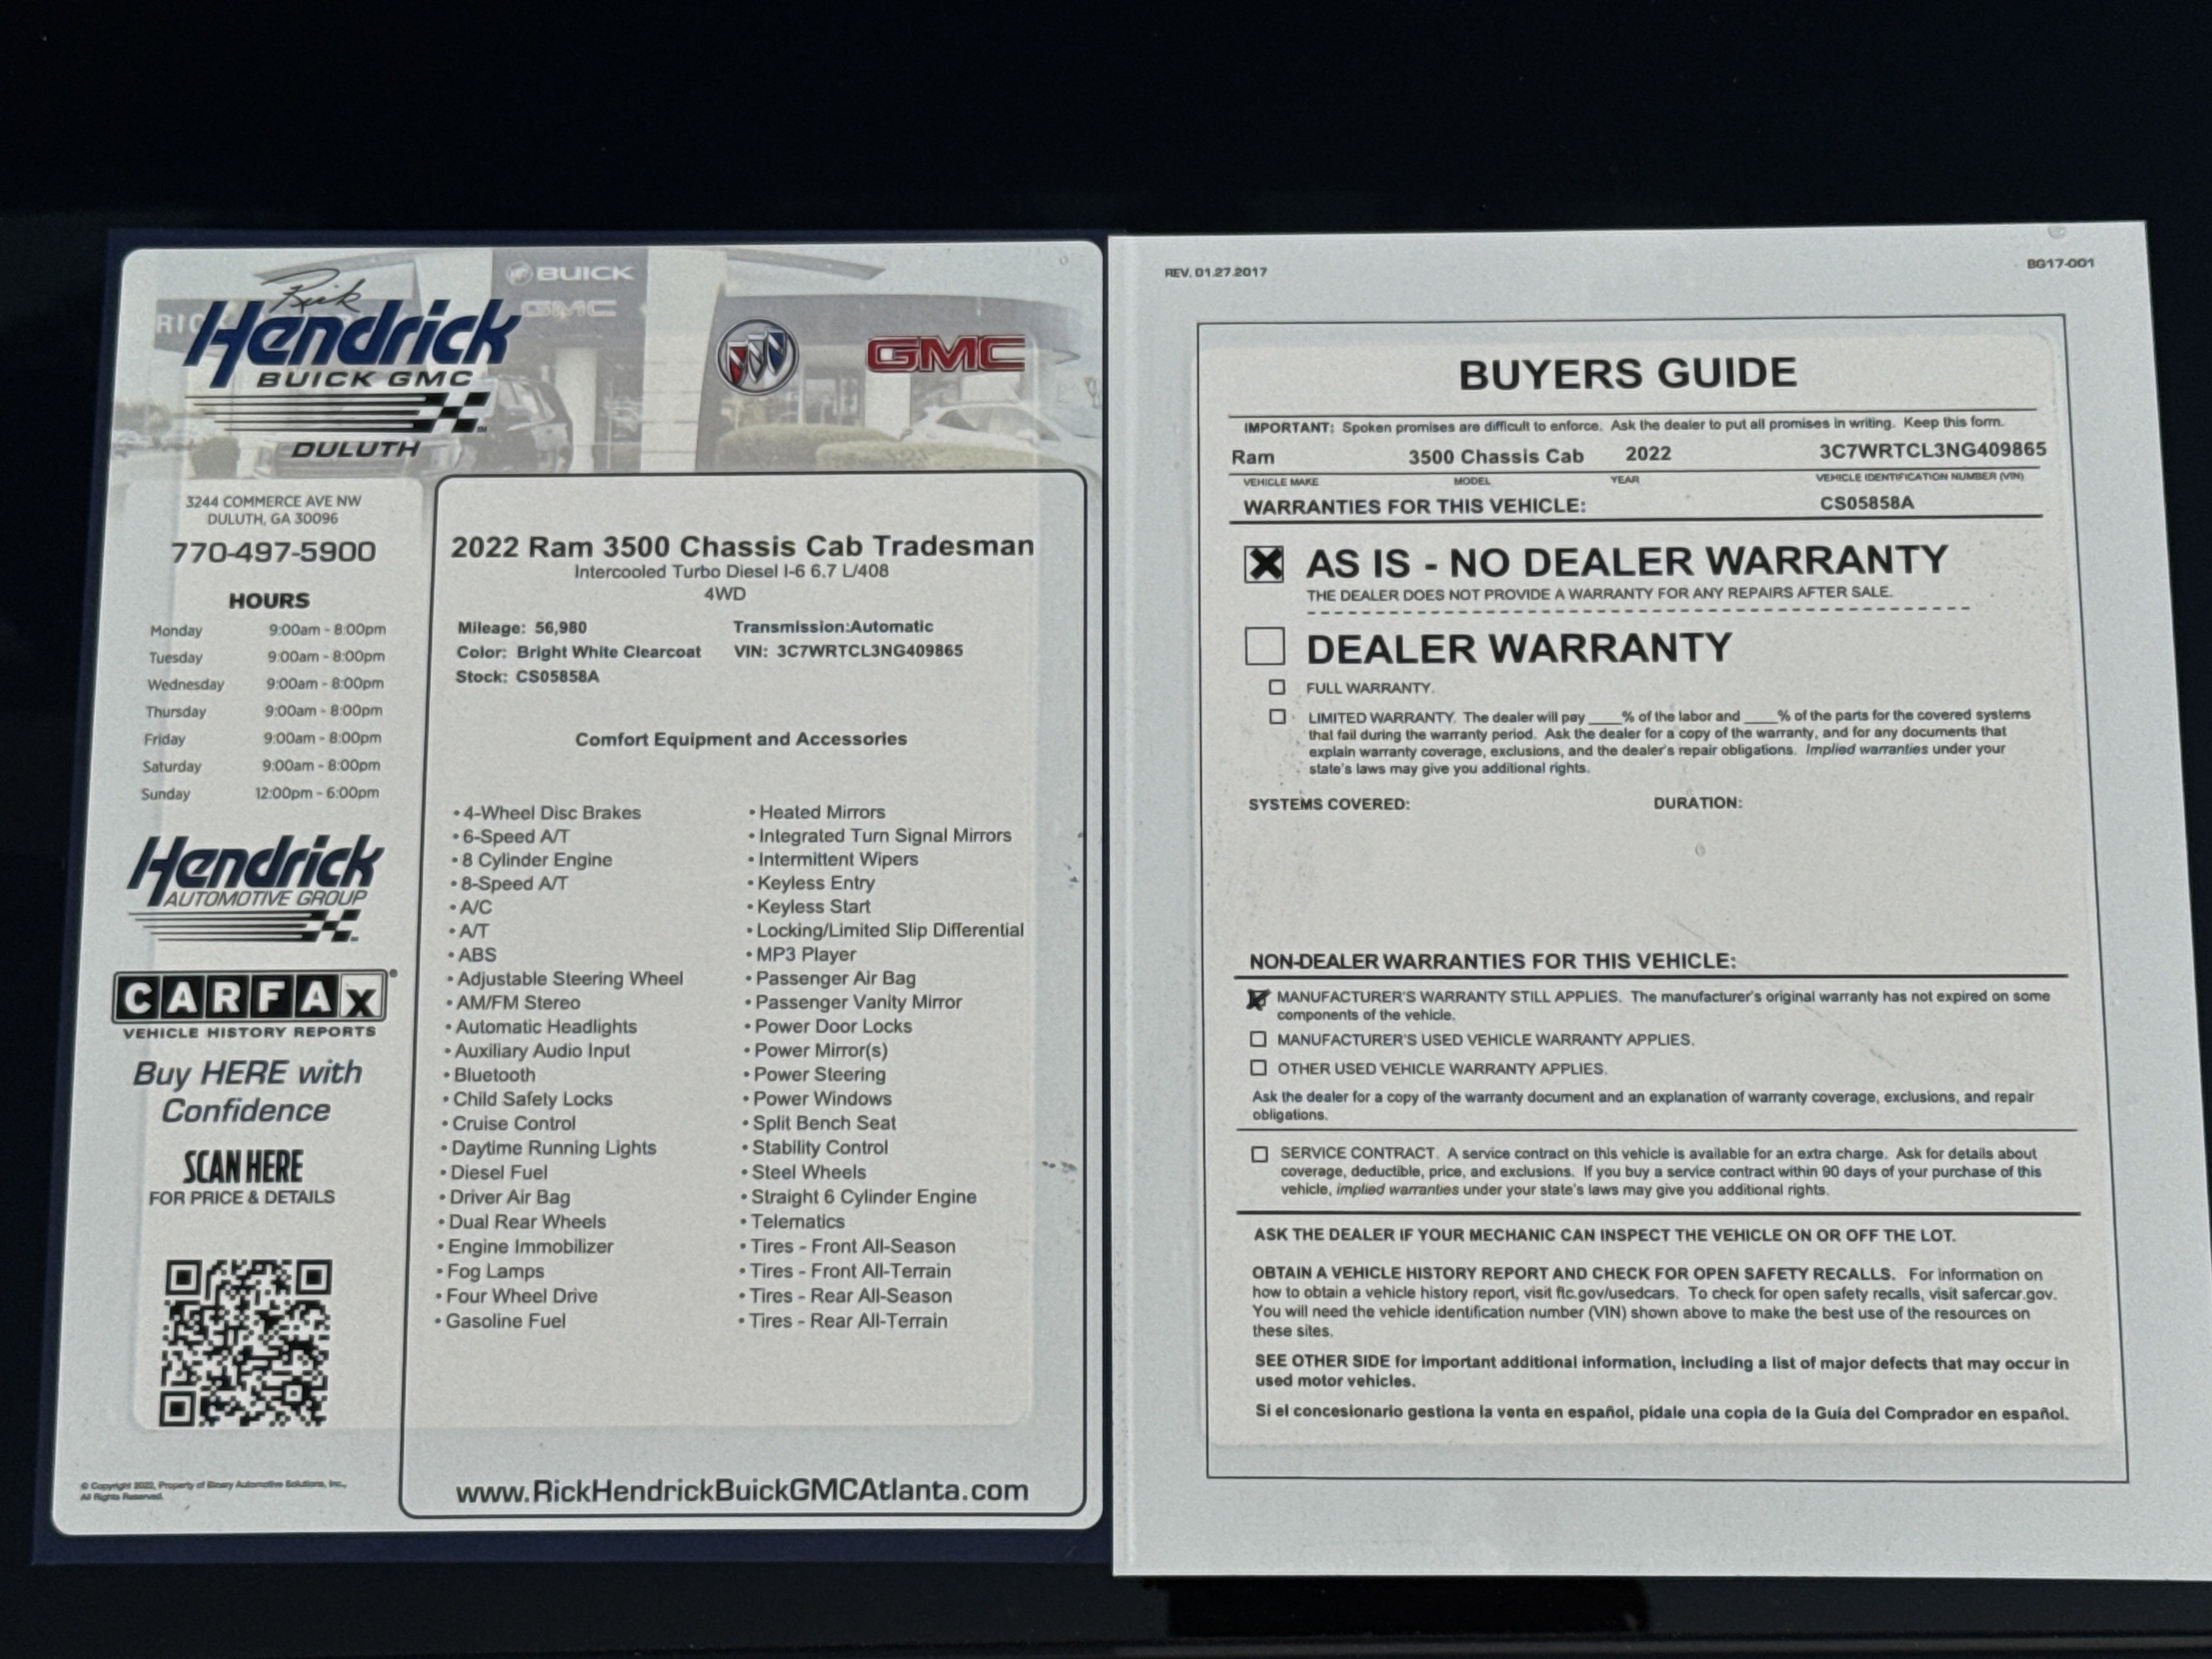 BUICK
GMC
RIC
Rick
Hendrick
BUICK GMC
DULUTH
GMC
3244 COMMERCE AVE NW
DULUTH, GA 30096
770-497-5900
HOURS
Monday 9:00am - 8:00pm
Tuesday 9:00am - 8:00pm
Wednesday 9:00am - 8:00pm
Thursday 9:00am - 8:00pm
Friday 9:00am - 8:00pm
Saturday 9:00am - 8:00pm
Sunday 12:00pm - 6:00pm
Hendrick
AUTOMOTIVE GROUP
CARFAX®
VEHICLE HISTORY REPORTS
Buy HERE with
Confidence
SCAN HERE
FOR PRICE & DETAILS
© Copyright 2022, Property of Binary Automotive Solutions, Inc.,
All Rights Reserved.
2022 Ram 3500 Chassis Cab Tradesman
Intercooled Turbo Diesel I-6 6.7 L/408
4WD
Mileage: 56,980 Transmission:Automatic
Color: Bright White Clearcoat VIN: 3C7WRTCL3NG409865
Stock: CS05858A
Comfort Equipment and Accessories
• 4-Wheel Disc Brakes
• 6-Speed A/T
• 8 Cylinder Engine
• 8-Speed A/T
• A/C
• A/T
• ABS
• Adjustable Steering Wheel
• AM/FM Stereo
• Automatic Headlights
• Auxiliary Audio Input
• Bluetooth
• Child Safety Locks
• Cruise Control
• Daytime Running Lights
• Diesel Fuel
• Driver Air Bag
• Dual Rear Wheels
• Engine Immobilizer
• Fog Lamps
• Four Wheel Drive
• Gasoline Fuel
• Heated Mirrors
• Integrated Turn Signal Mirrors
• Intermittent Wipers
• Keyless Entry
• Keyless Start
• Locking/Limited Slip Differential
• MP3 Player
• Passenger Air Bag
• Passenger Vanity Mirror
• Power Door Locks
• Power Mirror(s)
• Power Steering
• Power Windows
• Split Bench Seat
• Stability Control
• Steel Wheels
• Straight 6 Cylinder Engine
• Telematics
• Tires - Front All-Season
• Tires - Front All-Terrain
• Tires - Rear All-Season
• Tires - Rear All-Terrain
www.RickHendrickBuickGMCAtlanta.com
REV. 01.27.2017 BG17-001
BUYERS GUIDE
IMPORTANT: Spoken promises are difficult to enforce. Ask the dealer to put all promises in writing. Keep this form.
Ram 3500 Chassis Cab 2022 3C7WRTCL3NG409865
VEHICLE MAKE MODEL YEAR VEHICLE IDENTIFICATION NUMBER (VIN)
WARRANTIES FOR THIS VEHICLE: CS05858A
AS IS - NO DEALER WARRANTY
THE DEALER DOES NOT PROVIDE A WARRANTY FOR ANY REPAIRS AFTER SALE.
DEALER WARRANTY
FULL WARRANTY.
LIMITED WARRANTY. The dealer will pay ____% of the labor and ____% of the parts for the covered systems
that fail during the warranty period. Ask the dealer for a copy of the warranty, and for any documents that
explain warranty coverage, exclusions, and the dealer's repair obligations. Implied warranties under your
state's laws may give you additional rights.
SYSTEMS COVERED: DURATION:
NON-DEALER WARRANTIES FOR THIS VEHICLE:
MANUFACTURER'S WARRANTY STILL APPLIES. The manufacturer's original warranty has not expired on some
components of the vehicle.
MANUFACTURER'S USED VEHICLE WARRANTY APPLIES.
OTHER USED VEHICLE WARRANTY APPLIES.
Ask the dealer for a copy of the warranty document and an explanation of warranty coverage, exclusions, and repair
obligations.
SERVICE CONTRACT. A service contract on this vehicle is available for an extra charge. Ask for details about
coverage, deductible, price, and exclusions. If you buy a service contract within 90 days of your purchase of this
vehicle, implied warranties under your state's laws may give you additional rights.
ASK THE DEALER IF YOUR MECHANIC CAN INSPECT THE VEHICLE ON OR OFF THE LOT.
OBTAIN A VEHICLE HISTORY REPORT AND CHECK FOR OPEN SAFETY RECALLS. For information on
how to obtain a vehicle history report, visit ftc.gov/usedcars. To check for open safety recalls, visit safercar.gov.
You will need the vehicle identification number (VIN) shown above to make the best use of the resources on
these sites.
SEE OTHER SIDE for important additional information, including a list of major defects that may occur in
used motor vehicles.
Si el concesionario gestiona la venta en español, pídale una copia de la Guía del Comprador en español.